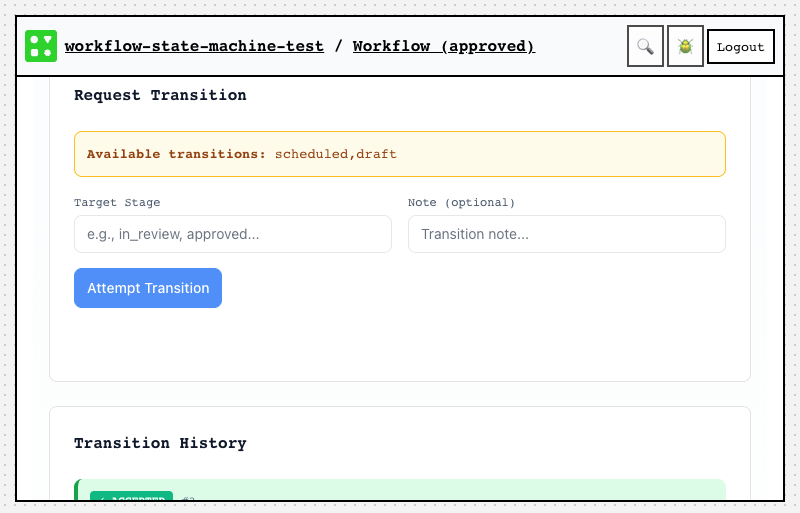 workflow-state-machine-test / Workflow (approved)
Logout
Request Transition
Available transitions: scheduled,draft
Target Stage
Note (optional)
e.g., in_review, approved...
Transition note...
Attempt Transition
Transition History
✓ ACCEPTED